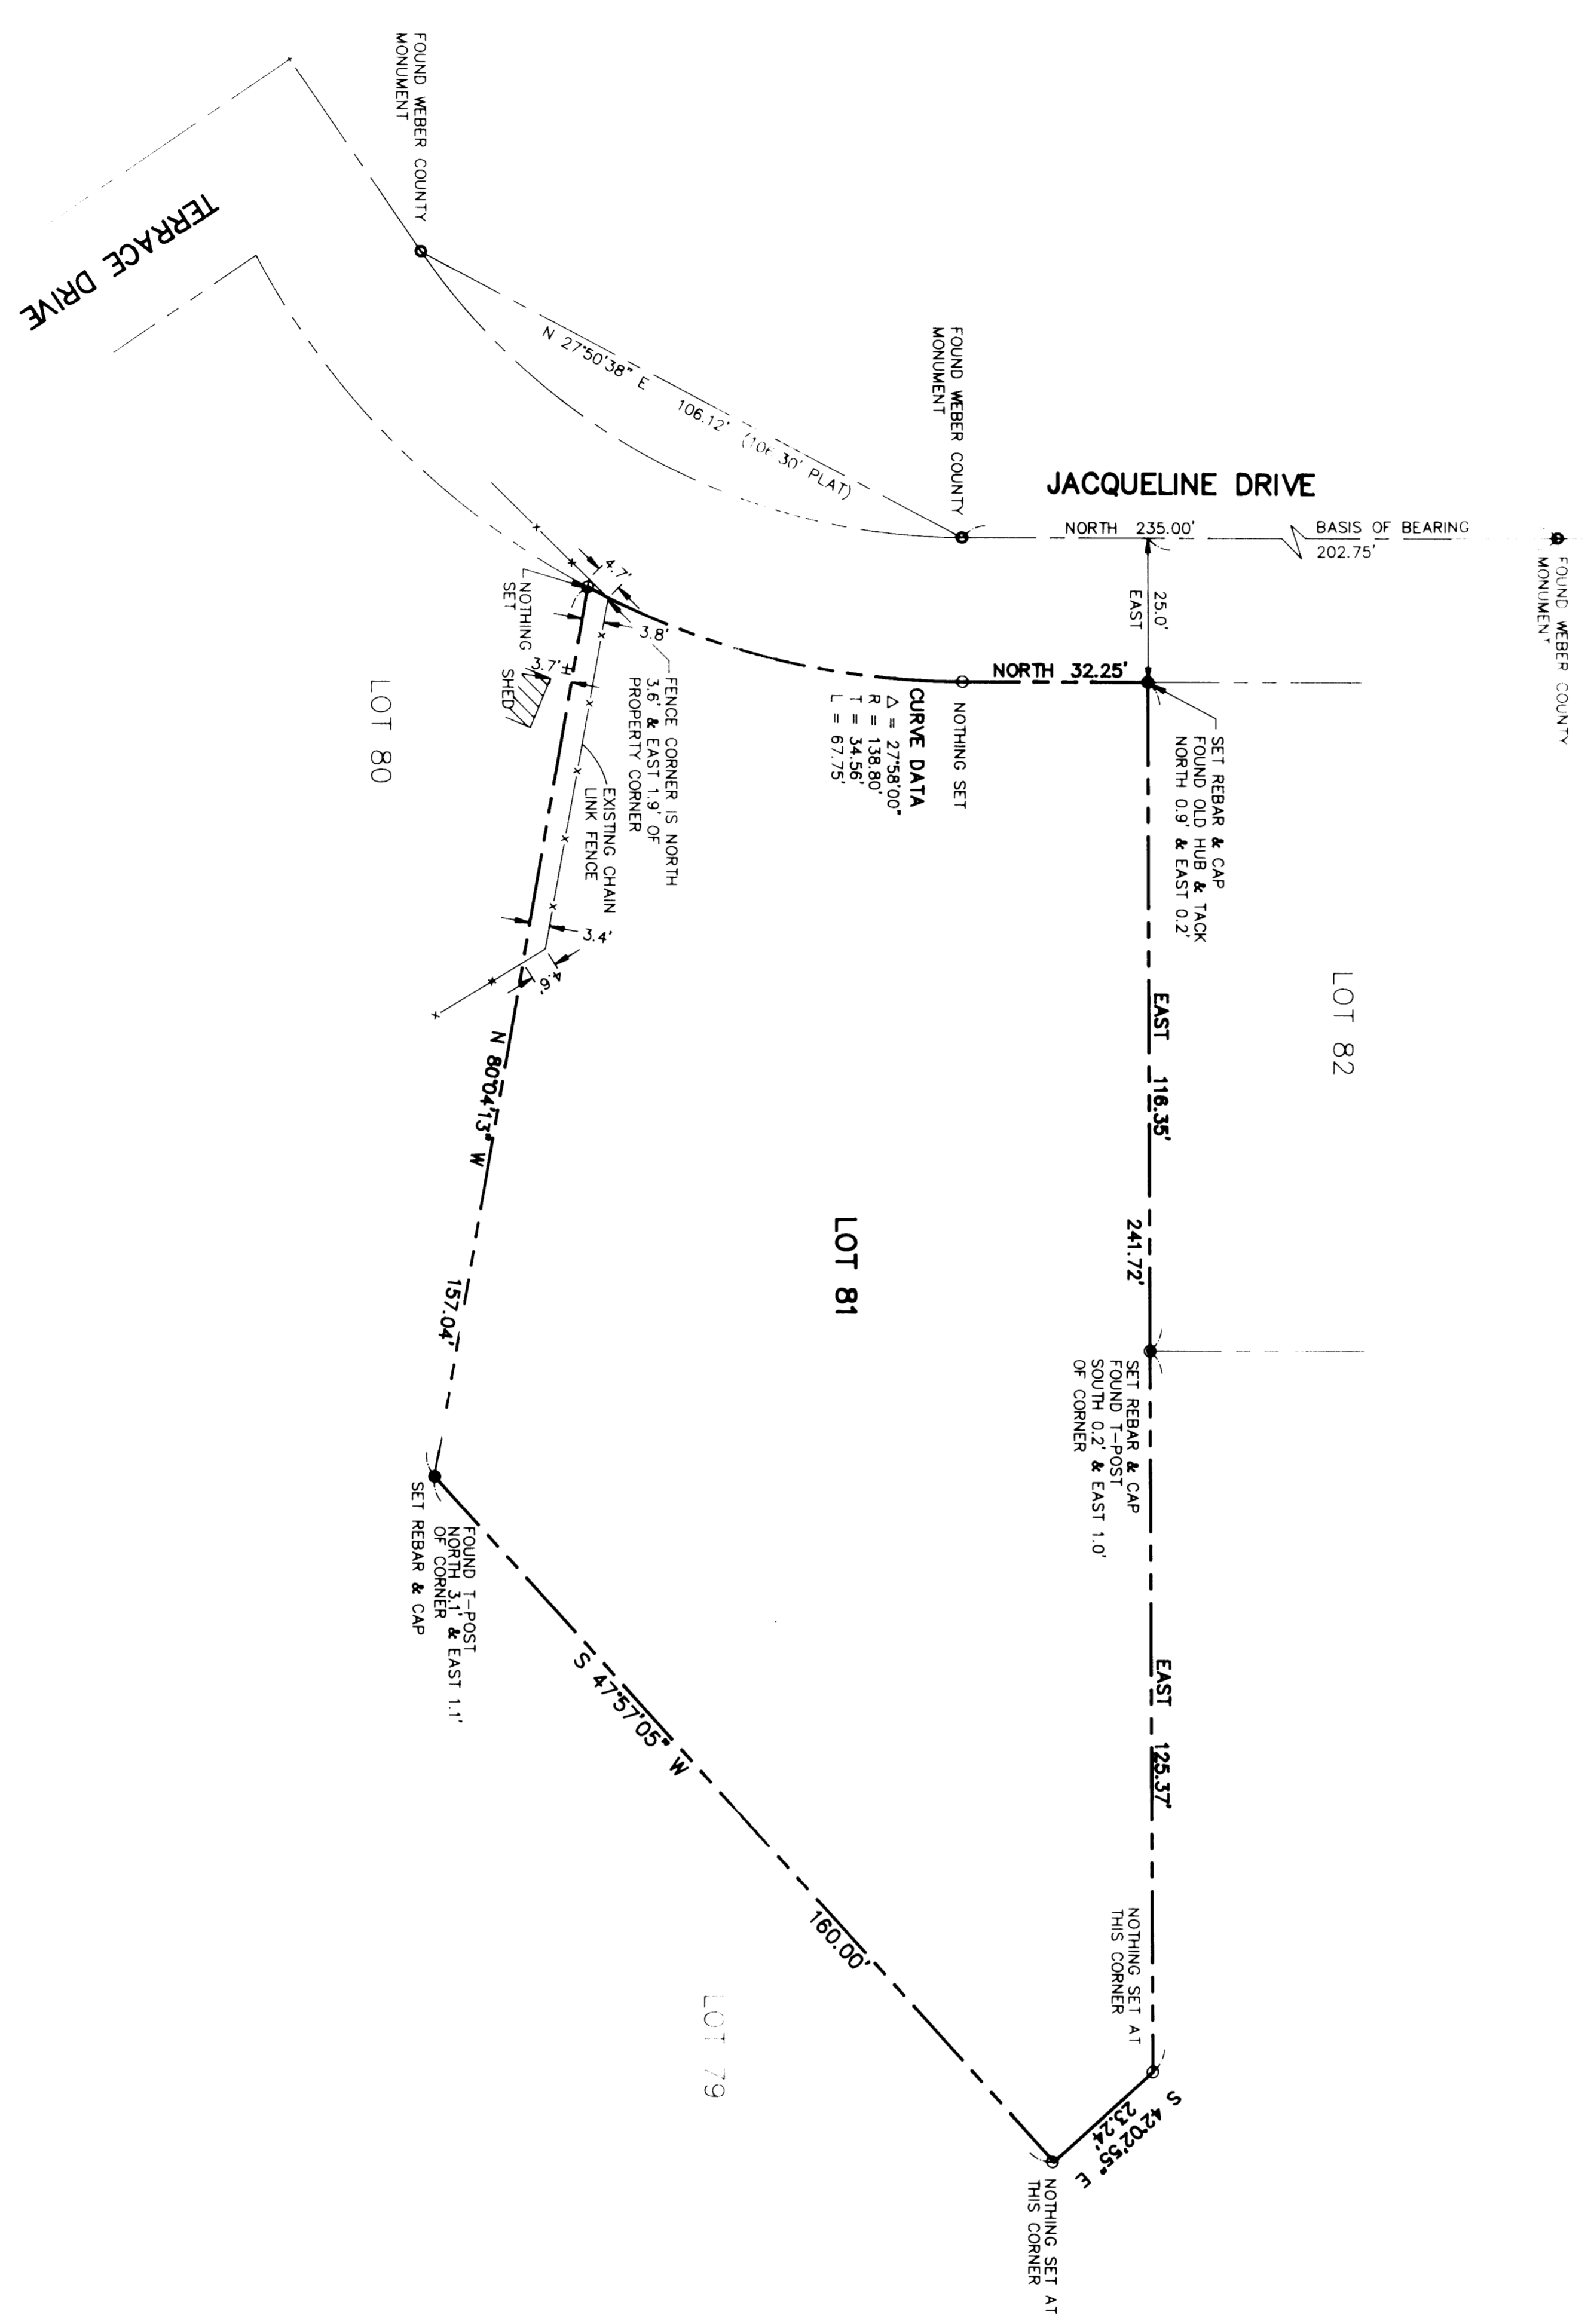 FOUND WEBER COUNTY
MONUMENT
TERRACE DRIVE
N 27°50'38" E 106.12' (106.30' PLAT)
FOUND WEBER COUNTY
MONUMENT
JACQUELINE DRIVE
NORTH 235.00'
BASIS OF BEARING
202.75'
FOUND WEBER COUNTY
MONUMENT
25.0'
EAST
NORTH 32.25'
NOTHING SET
CURVE DATA
Δ = 27°58'00"
R = 138.80'
T = 34.56'
L = 67.75'
SET REBAR & CAP
FOUND OLD HUB & TACK
NORTH 0.9' & EAST 0.2'
4.7'
3.8'
NOTHING
SET
3.7'±
SHED
FENCE CORNER IS NORTH
3.6' & EAST 1.9' OF
PROPERTY CORNER
EXISTING CHAIN
LINK FENCE
3.4'
4.6'
LOT 80
LOT 82
EAST 116.35'
241.72'
N 80°04'13" W
157.04'
LOT 81
SET REBAR & CAP
FOUND T-POST
SOUTH 0.2' & EAST 1.0'
OF CORNER
FOUND T-POST
NORTH 3.1' & EAST 1.1'
OF CORNER
SET REBAR & CAP
S 47°57'05" W
160.00'
EAST 125.37'
NOTHING SET AT
THIS CORNER
LOT 79
S 42°02'55" E
23.24'
NOTHING SET AT
THIS CORNER